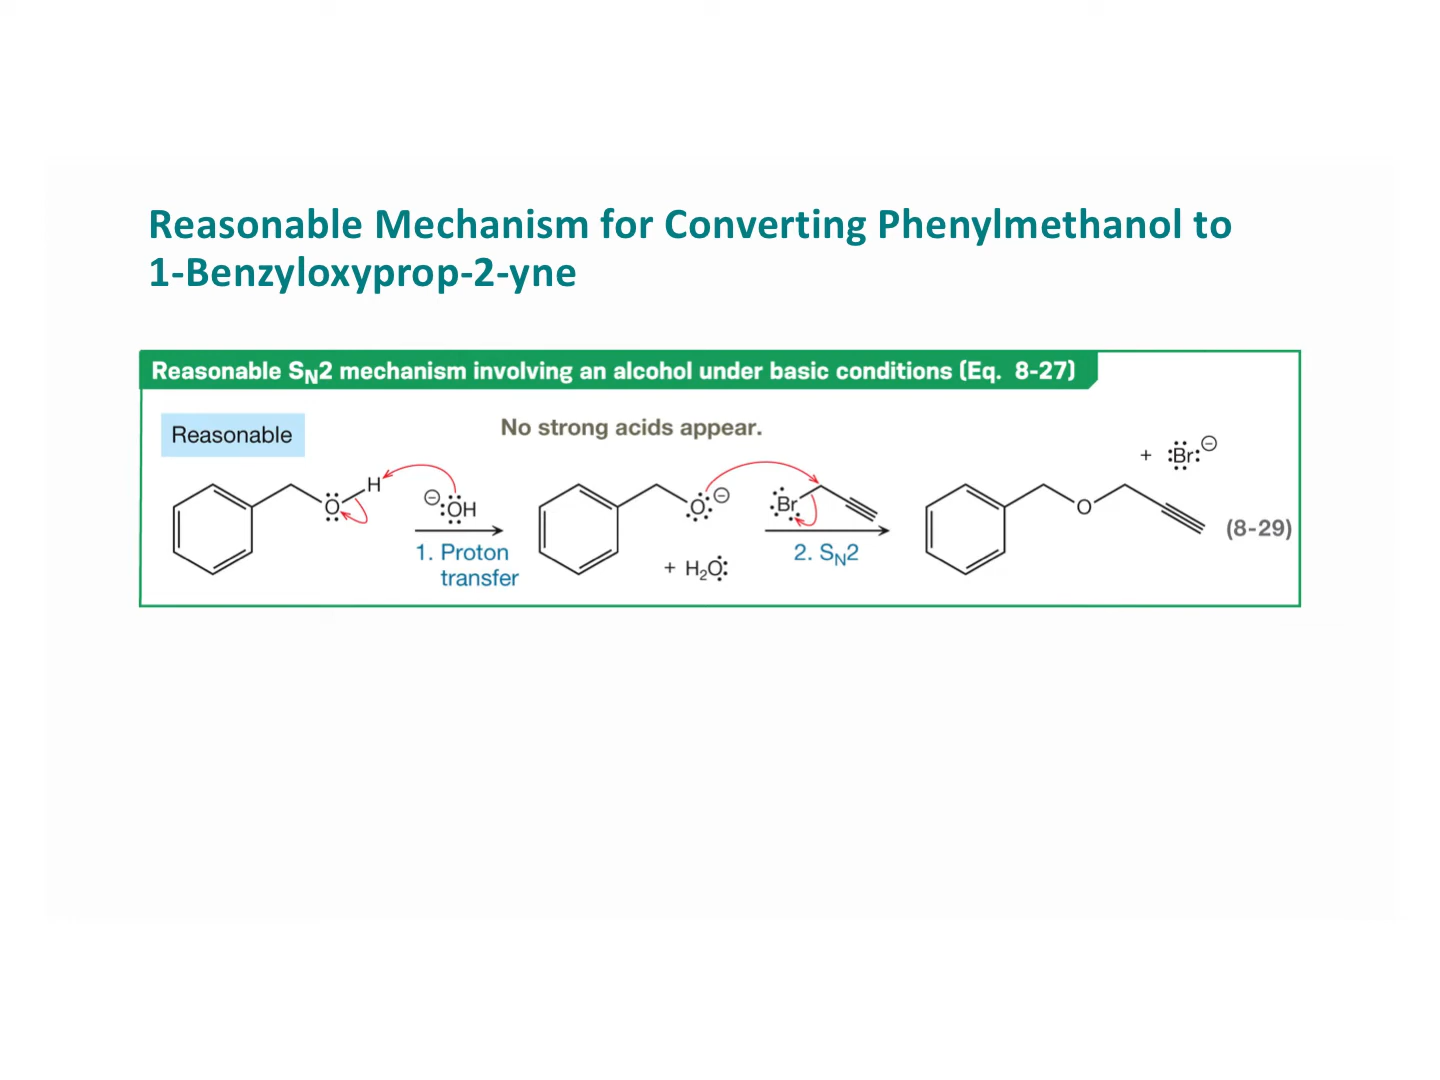 Reasonable Mechanism for Converting Phenylmethanol to
1-Benzyloxyprop-2-yne
Reasonable SN2 mechanism involving an alcohol under basic conditions (Eq. 8-27)
Reasonable
No strong acids appear.
H
O
⊖
:OH
1. Proton
transfer
O
⊖
+ H₂O
Br
2. SN2
O
+ :Br: ⊖
(8-29)